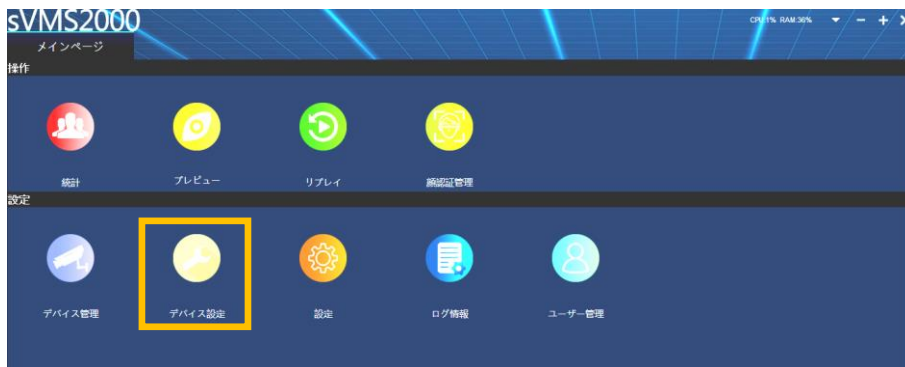 sVMS2000
CPU:1% RAM:36%
メインページ
操作
統計 プレビュー リプレイ 顔認証管理
設定
デバイス管理 デバイス設定 設定 ログ情報 ユーザー管理